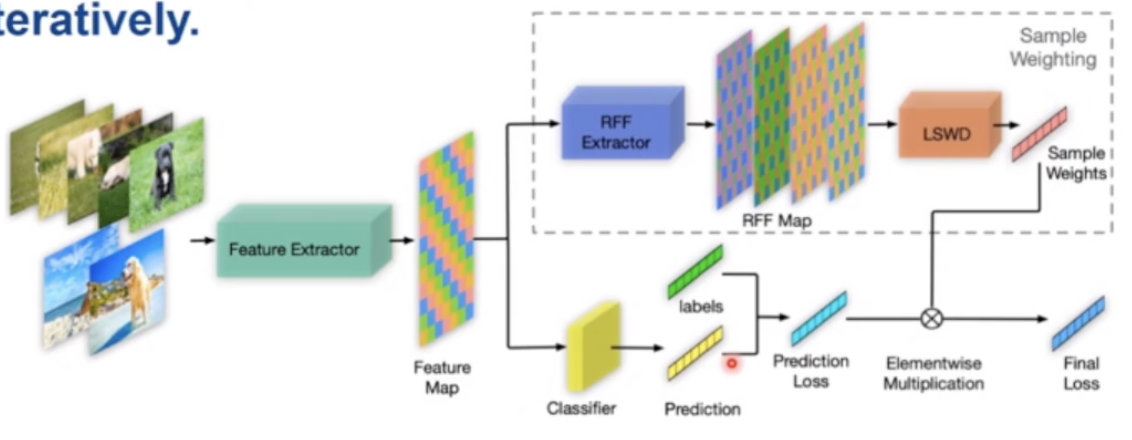 teratively.
Sample
Weighting
RFF
Extractor
LSWD
Sample
Weights
RFF Map
Feature Extractor
labels
Feature
Map
Classifier
Prediction
Prediction
Loss
Elementwise
Multiplication
Final
Loss